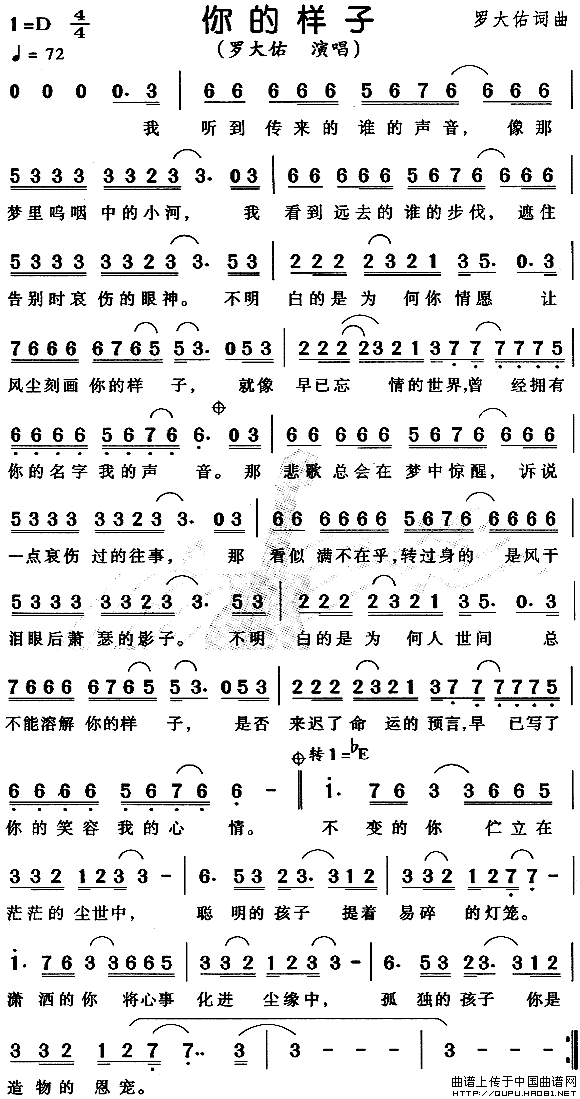 1=D 4/4 你的样子 罗大佑词曲
♩=72 (罗大佑 演唱)
0 0 0 0. 3 | 6 6 6 6 6 6 5 6 7 6 6 6 6
我 听到传来的谁的声音，像那
5 3 3 3 3 3 2 3 3. 0 3 | 6 6 6 6 6 6 5 6 7 6 6 6 6
梦里呜咽中的小河， 我 看到远去的谁的步伐，遮住
5 3 3 3 3 3 2 3 3. 5 3 | 2 2 2 2 3 2 1 3 5. 0. 3
告别时哀伤的眼神。不明 白的是为何你情愿 让
7 6 6 6 6 7 6 5 5 3. 0 5 3 | 2 2 2 2 3 2 1 3 7 7 7 7 7 5
风尘刻画你的样子， 就像 早已忘情的世界,曾经拥有
6 6 6 6 5 6 7 6 6. 0 3 | 6 6 6 6 6 6 5 6 7 6 6 6 6
你的名字我的声音。那 悲歌总会在梦中惊醒，诉说
5 3 3 3 3 3 2 3 3. 0 3 | 6 6 6 6 6 6 5 6 7 6 6 6 6 6
一点哀伤过的往事， 那 看似满不在乎,转过身的 是风干
5 3 3 3 3 3 2 3 3. 5 3 | 2 2 2 2 3 2 1 3 5. 0. 3
泪眼后萧瑟的影子。不明 白的是为何人世间 总
7 6 6 6 6 7 6 5 5 3. 0 5 3 | 2 2 2 2 3 2 1 3 7 7 7 7 7 5
不能溶解你的样子， 是否 来迟了命运的预言,早已写了
转1=♭E
6 6 6 6 5 6 7 6 6 - ‖ 1. 7 6 3 3 6 6 5
你的笑容我的心情。 不变的你伫立在
3 3 2 1 2 3 3 - | 6. 5 3 2 3. 3 1 2 | 3 3 2 1 2 7 7 -
茫茫的尘世中， 聪明的孩子提着易碎的灯笼。
1. 7 6 3 3 6 6 5 | 3 3 2 1 2 3 3 - | 6. 5 3 2 3. 3 1 2
潇洒的你将心事化进尘缘中， 孤独的孩子你是
3 3 2 1 2 7 7.. 3 | 3 - - - | 3 - - - :‖
造物的恩宠。
曲谱上传于中国曲谱网
HTTP://QUPU.HAO81.NET